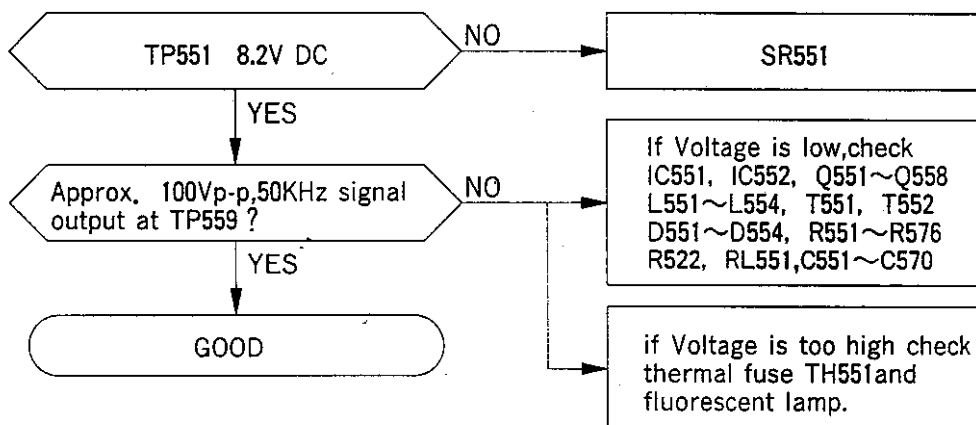 TP551 8.2V DC
NO
SR551
YES
Approx. 100Vp-p,50KHz signal
output at TP559 ?
NO
If Voltage is low,check
IC551, IC552, Q551～Q558
L551～L554, T551, T552
D551～D554, R551～R576
R522, RL551,C551～C570
YES
GOOD
if Voltage is too high check
thermal fuse TH551and
fluorescent lamp.